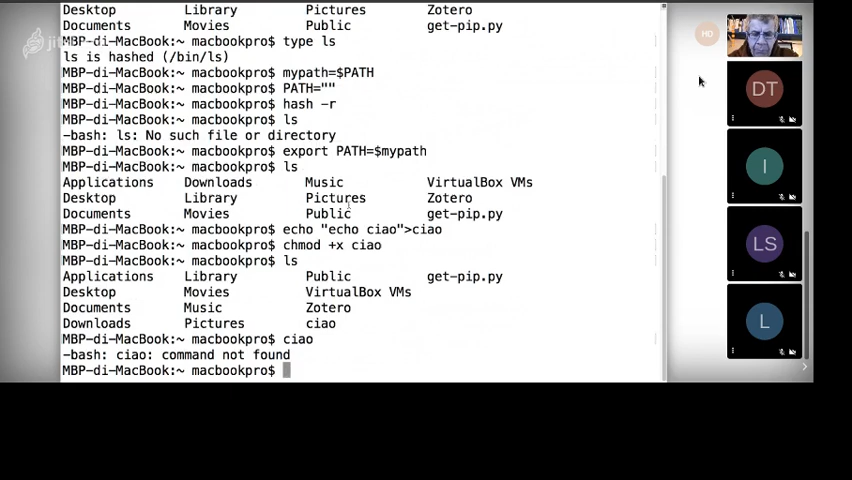 Desktop Library Pictures Zotero
Documents Movies Public get-pip.py
MBP-di-MacBook:~ macbookpro$ type ls
ls is hashed (/bin/ls)
MBP-di-MacBook:~ macbookpro$ mypath=$PATH
MBP-di-MacBook:~ macbookpro$ PATH=""
MBP-di-MacBook:~ macbookpro$ hash -r
MBP-di-MacBook:~ macbookpro$ ls
-bash: ls: No such file or directory
MBP-di-MacBook:~ macbookpro$ export PATH=$mypath
MBP-di-MacBook:~ macbookpro$ ls
Applications Downloads Music VirtualBox VMs
Desktop Library Pictures Zotero
Documents Movies Public get-pip.py
MBP-di-MacBook:~ macbookpro$ echo "echo ciao">ciao
MBP-di-MacBook:~ macbookpro$ chmod +x ciao
MBP-di-MacBook:~ macbookpro$ ls
Applications Library Public get-pip.py
Desktop Movies VirtualBox VMs
Documents Music Zotero
Downloads Pictures ciao
MBP-di-MacBook:~ macbookpro$ ciao
-bash: ciao: command not found
MBP-di-MacBook:~ macbookpro$
HD
DT
I
LS
L